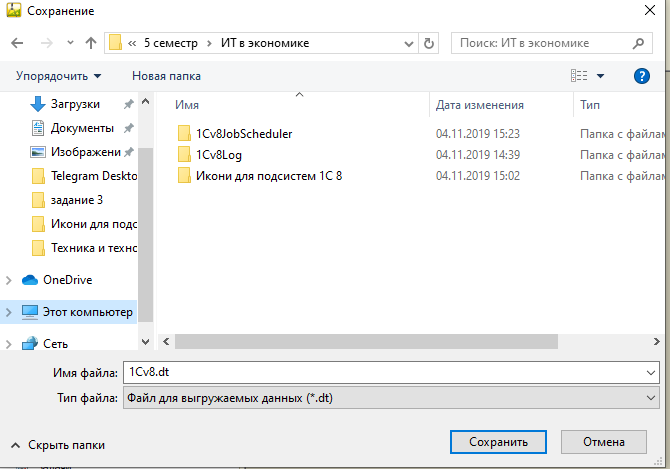 Сохранение
« 5 семестр › ИТ в экономике
Поиск: ИТ в экономике
Упорядочить Новая папка
Имя Дата изменения Тип
Загрузки
Документы
Изображени
Telegram Deskto
задание 3
Икони для подс
Техника и техно
OneDrive
Этот компьютер
Сеть
1Cv8JobScheduler 04.11.2019 15:23 Папка с файлам
1Cv8Log 04.11.2019 14:39 Папка с файлам
Икони для подсистем 1С 8 04.11.2019 15:02 Папка с файлам
Имя файла: 1Cv8.dt
Тип файла: Файл для выгружаемых данных (*.dt)
Скрыть папки
Сохранить Отмена